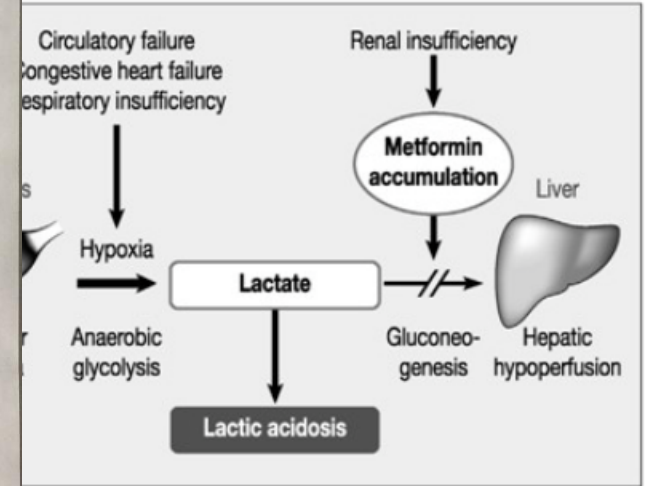 Circulatory failure
Congestive heart failure
espiratory insufficiency
Renal insufficiency
Metformin
accumulation
s
Liver
Hypoxia
Lactate
r
Anaerobic
glycolysis
Gluconeo-
genesis
Hepatic
hypoperfusion
Lactic acidosis